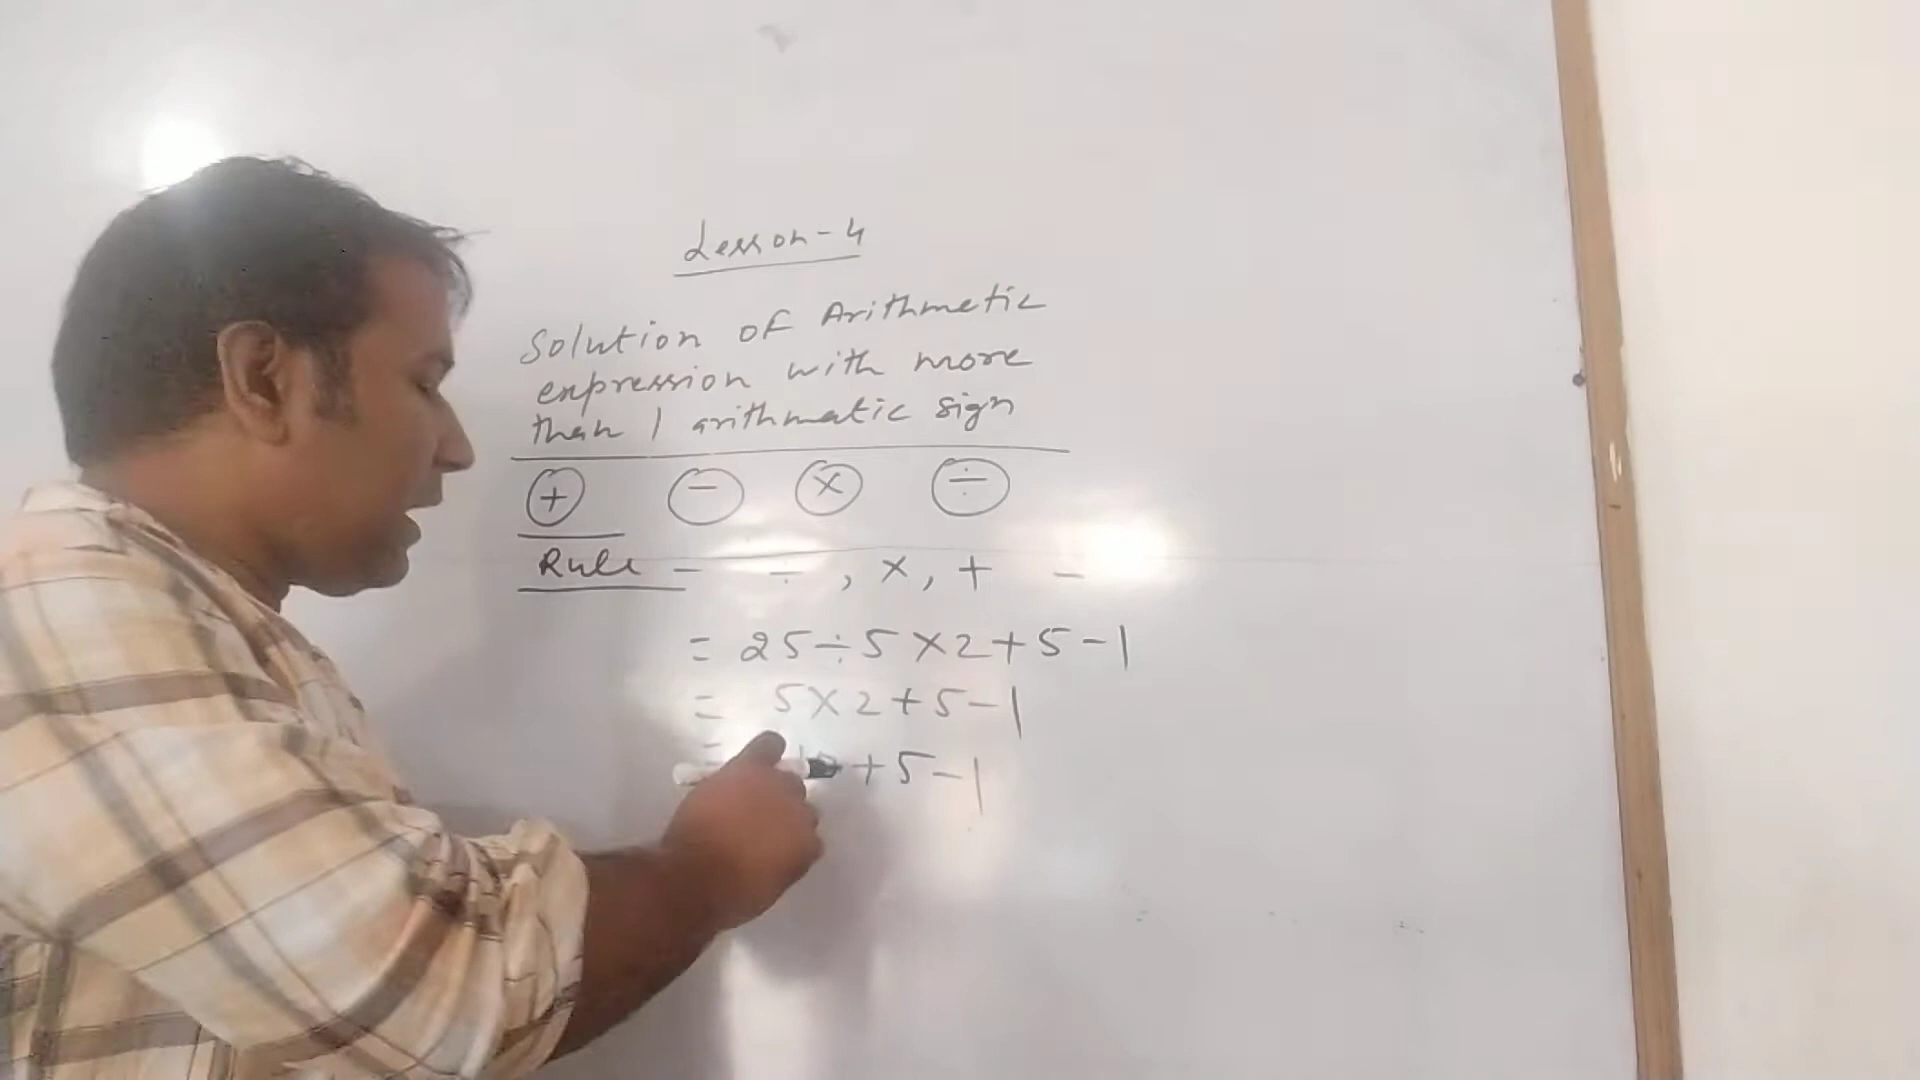 Lesson-4
Solution of Arithmetic
expression with more
than 1 arithmatic sign
+ - × ÷
Rule - ÷, ×, + -
= 25÷5×2+5-1
= 5×2+5-1
= 10+5-1